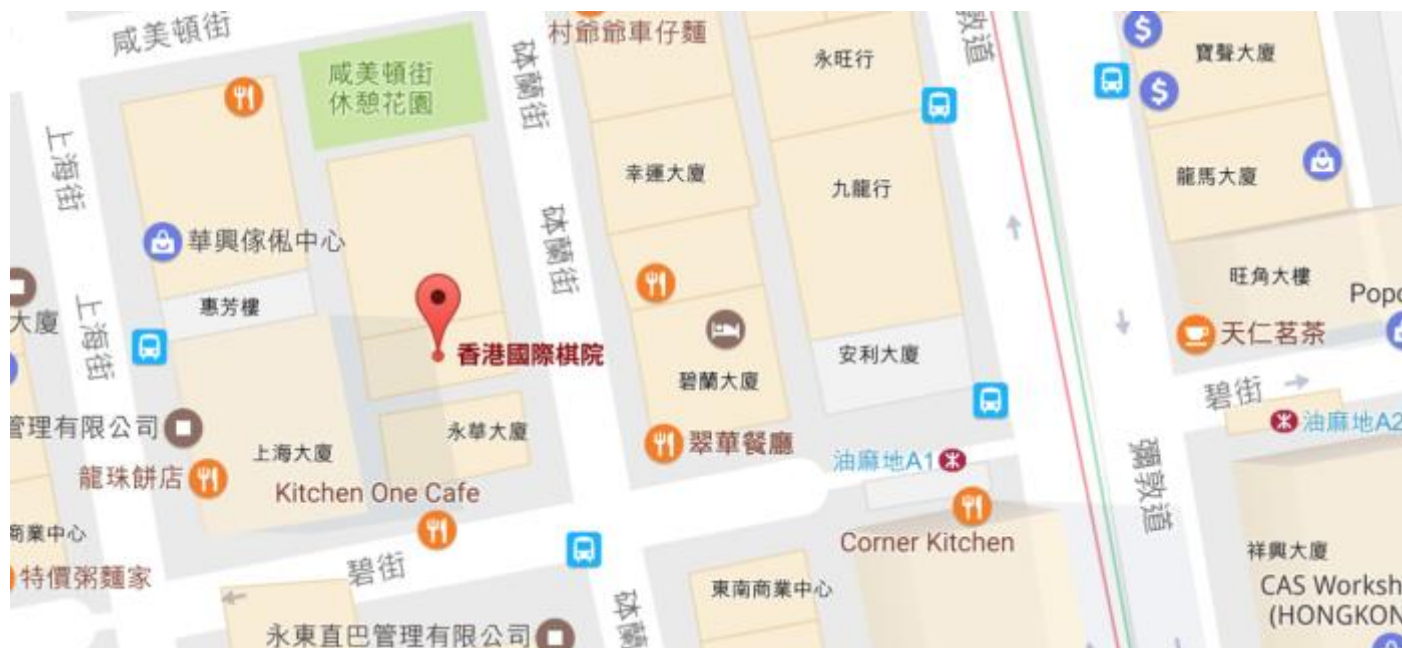 咸美頓街
村爺爺車仔麵
敦道
永旺行
寶聲大廈
咸美頓街
休憩花園
砵蘭街
上海街
幸運大廈
九龍行
龍馬大廈
華興傢俬中心
砵蘭街
惠芳樓
旺角大樓
Popc
大廈
上海街
香港國際棋院
碧蘭大廈
安利大廈
天仁茗茶
碧街
管理有限公司
永華大廈
翠華餐廳
油麻地A1
油麻地A2
上海大廈
龍珠餅店
Kitchen One Cafe
彌敦道
商業中心
Corner Kitchen
祥興大廈
特價粥麵家
碧街
東南商業中心
CAS Worksh
(HONGKON
砵蘭
永東直巴管理有限公司